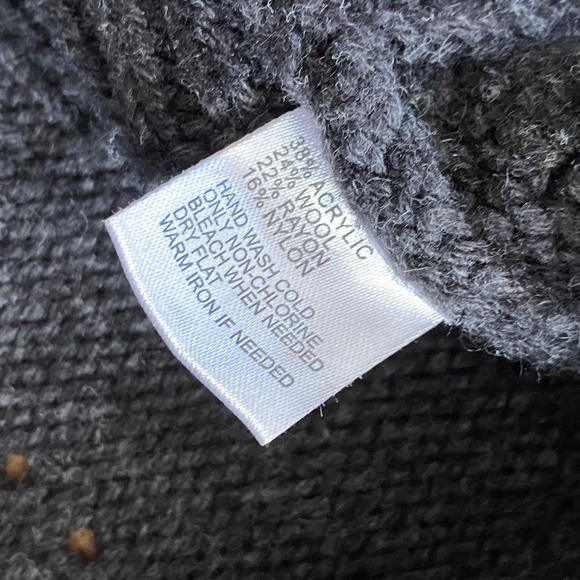 38% ACRYLIC
24% WOOL
22% RAYON
16% NYLON
HAND WASH COLD
ONLY NON-CHLORINE
BLEACH WHEN NEEDED
DRY FLAT
WARM IRON IF NEEDED